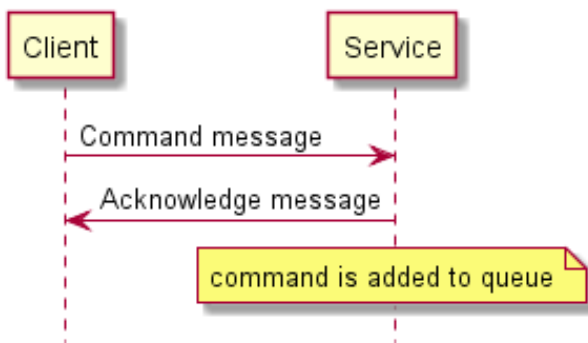 Client
Service
Command message
Acknowledge message
command is added to queue